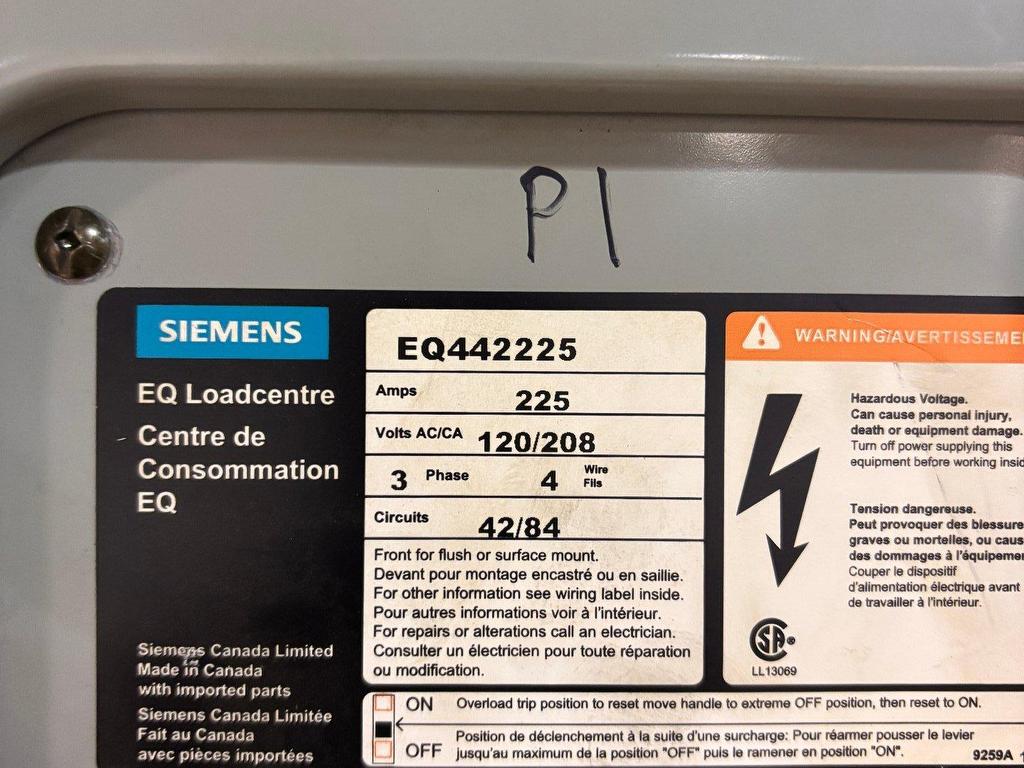 P1
SIEMENS
EQ Loadcentre
Centre de
Consommation
EQ
Siemens Canada Limited
Made in Canada
with imported parts
Siemens Canada Limitée
Fait au Canada
avec pièces importées
EQ442225
Amps 225
Volts AC/CA 120/208
3 Phase 4 Wire
Fils
Circuits 42/84
Front for flush or surface mount.
Devant pour montage encastré ou en saillie.
For other information see wiring label inside.
Pour autres informations voir à l'intérieur.
For repairs or alterations call an electrician.
Consulter un électricien pour toute réparation
ou modification.
WARNING/AVERTISSEME
Hazardous Voltage.
Can cause personal injury,
death or equipment damage.
Turn off power supplying this
equipment before working insid
Tension dangereuse.
Peut provoquer des blessure
graves ou mortelles, ou caus
des dommages à l'équipeme
Couper le dispositif
d'alimentation électrique avant
de travailler à l'intérieur.
SA ®
LL13069
ON Overload trip position to reset move handle to extreme OFF position, then reset to ON.
OFF Position de déclenchement à la suite d'une surcharge: Pour réarmer pousser le levier
jusqu'au maximum de la position "OFF" puis le ramener en position "ON".
9259A